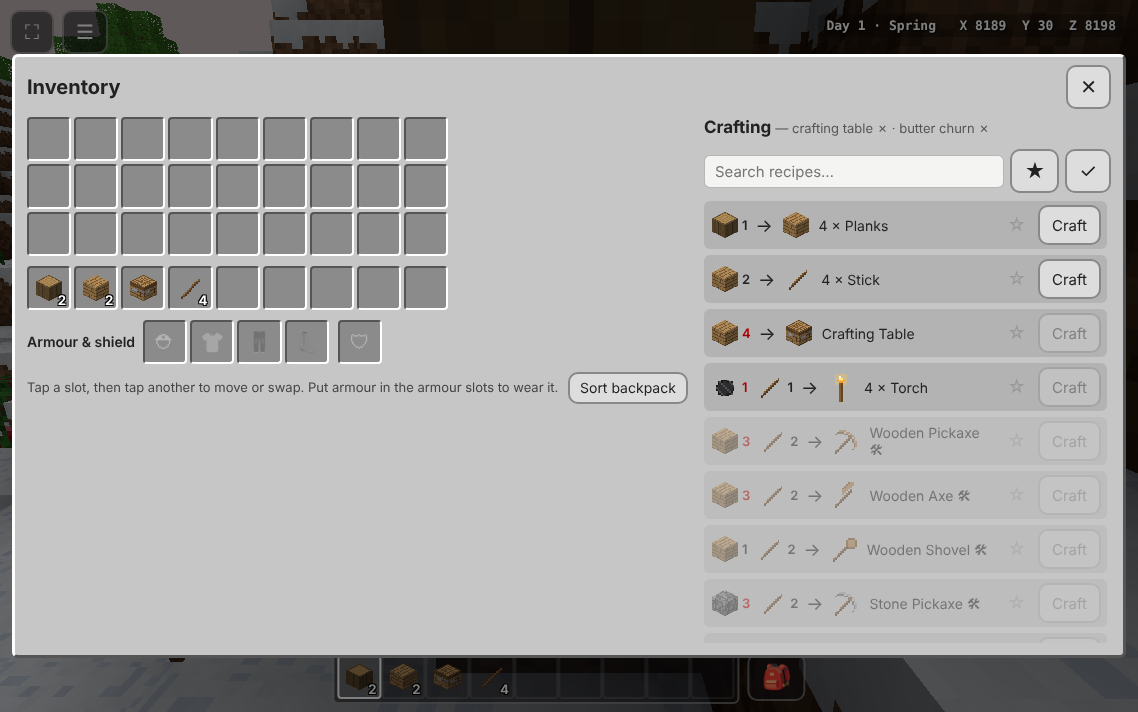 Day 1 · Spring X 8189 Y 30 Z 8198
Inventory
Crafting — crafting table × · butter churn ×
Search recipes...
1 → 4 × Planks Craft
2 → 4 × Stick Craft
2 2 4
4 → Crafting Table Craft
Armour & shield
Tap a slot, then tap another to move or swap. Put armour in the armour slots to wear it. Sort backpack
1 1 → 4 × Torch Craft
3 2 → Wooden Pickaxe 🛠 Craft
3 2 → Wooden Axe 🛠 Craft
1 2 → Wooden Shovel 🛠 Craft
3 2 → Stone Pickaxe 🛠 Craft
2 2 4